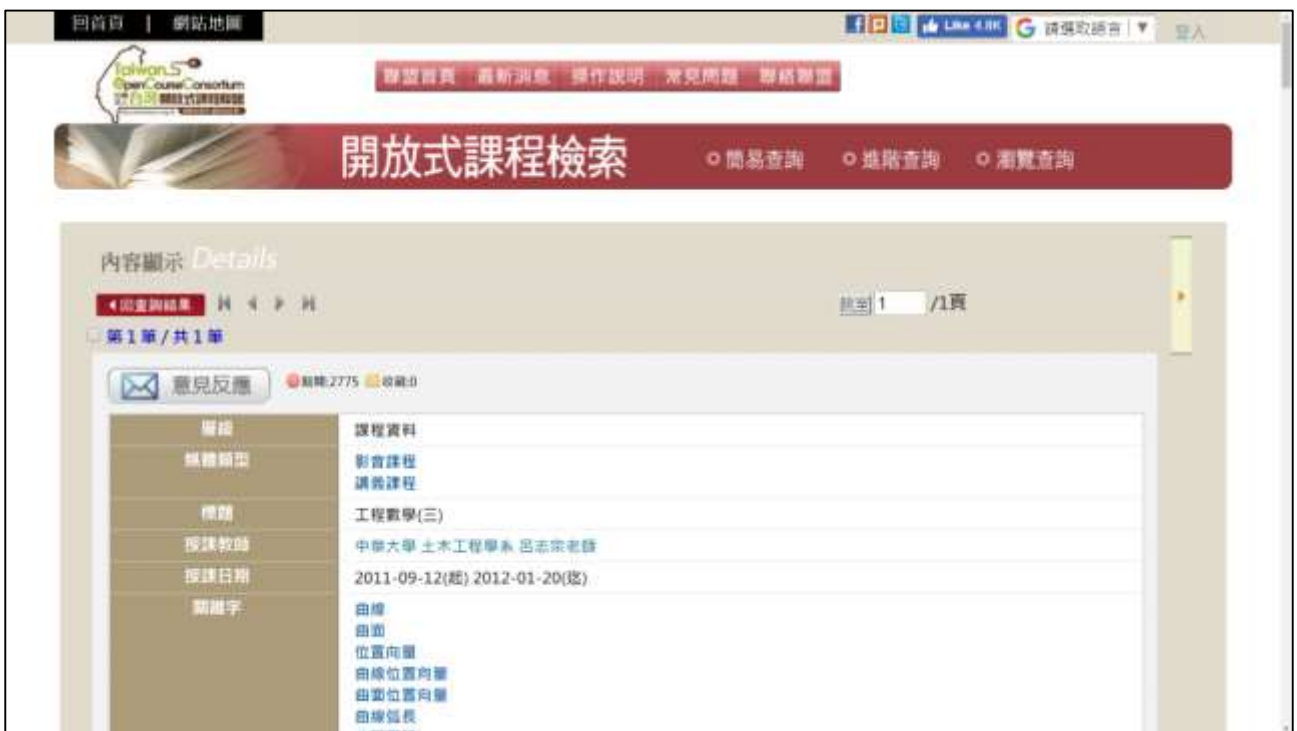 回首頁 | 網站地圖
Like 4.8K
請選取語言 ▼
登入
Taiwan
OpenCourseConsortium
聯盟首頁 最新消息 操作說明 常見問題 聯絡聯盟
開放式課程檢索
簡易查詢 進階查詢 瀏覽查詢
內容顯示 Details
回查詢結果
跳至 1 /1頁
第1筆/共1筆
意見反應
點閱:2775 收藏:0
層級 課程資料
媒體類型 影音課程
講義課程
標題 工程數學(三)
授課教師 中華大學 土木工程學系 呂志宗老師
授課日期 2011-09-12(起) 2012-01-20(迄)
關鍵字 曲線
曲面
位置向量
曲線位置向量
曲面位置向量
曲線弧長